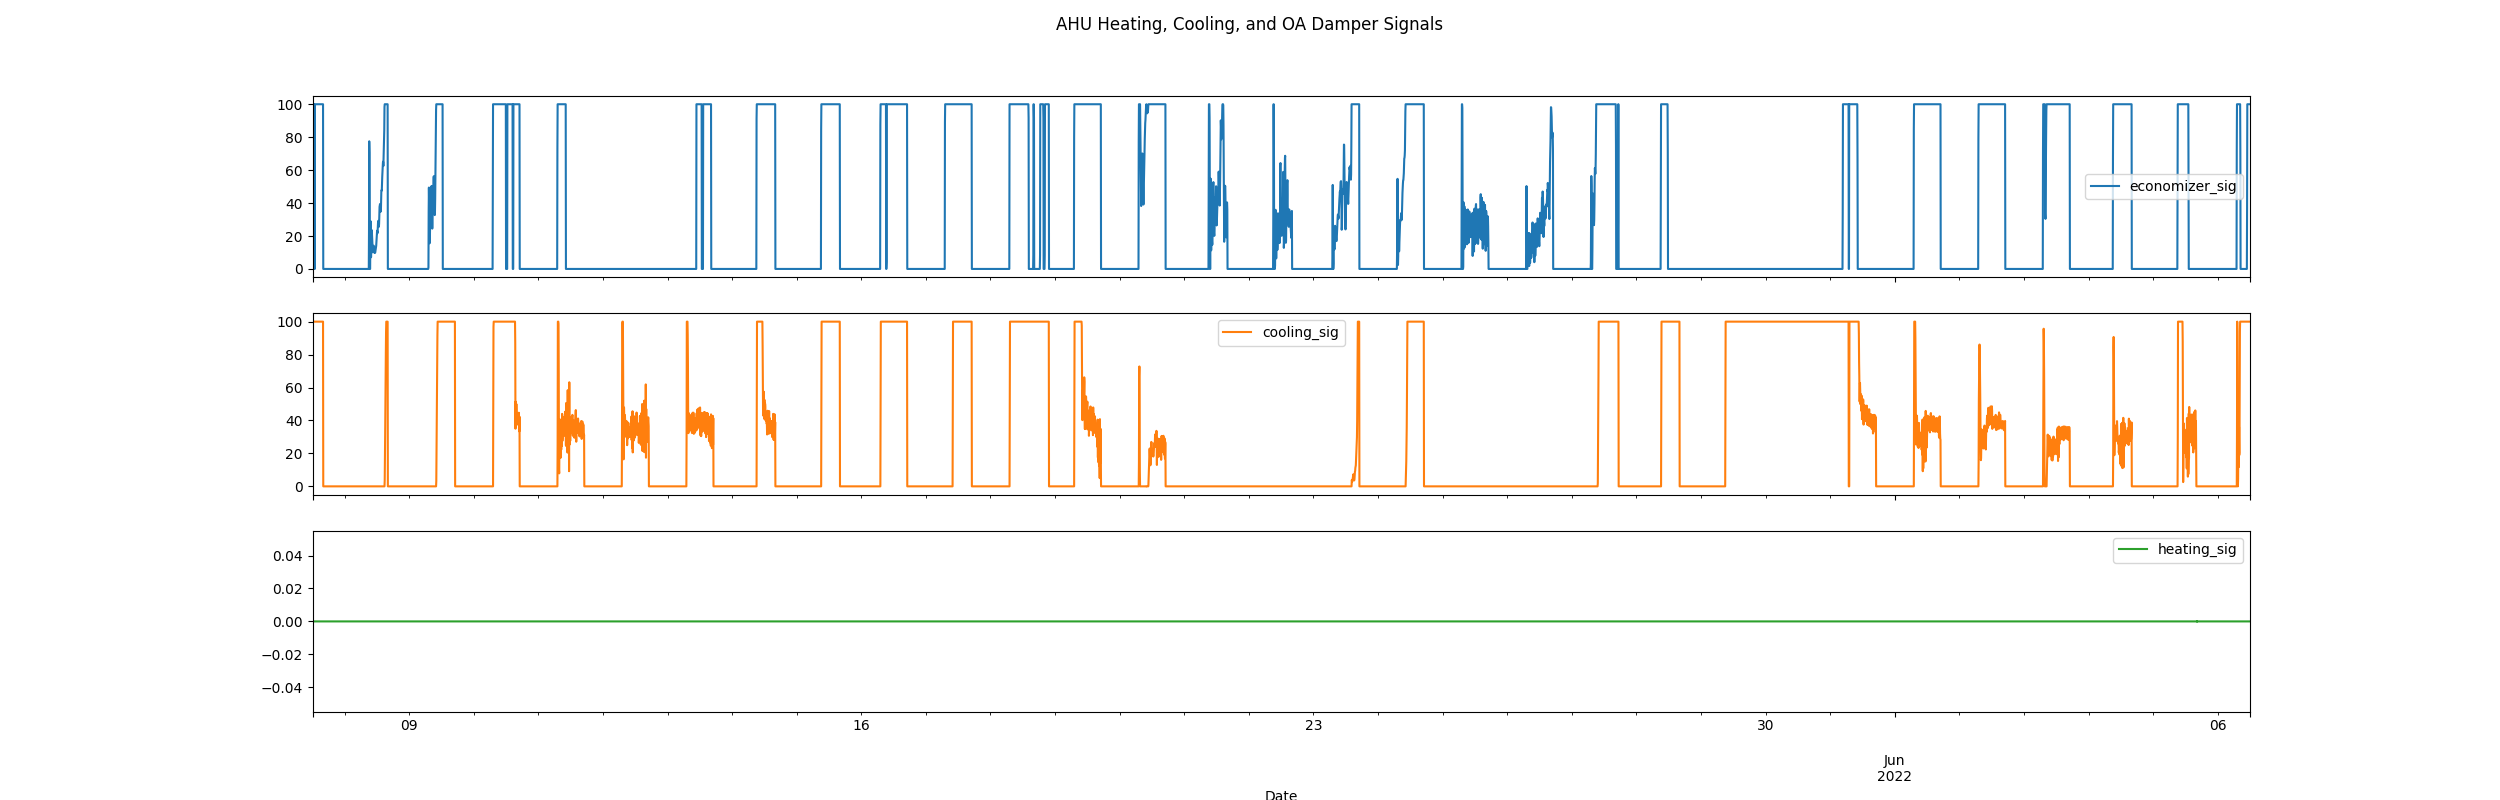 AHU Heating, Cooling, and OA Damper Signals
100
80
60
40
20
0
economizer_sig
100
80
60
40
20
0
cooling_sig
0.04
0.02
0.00
−0.02
−0.04
heating_sig
09 16 23 30 06
Jun
2022
Date